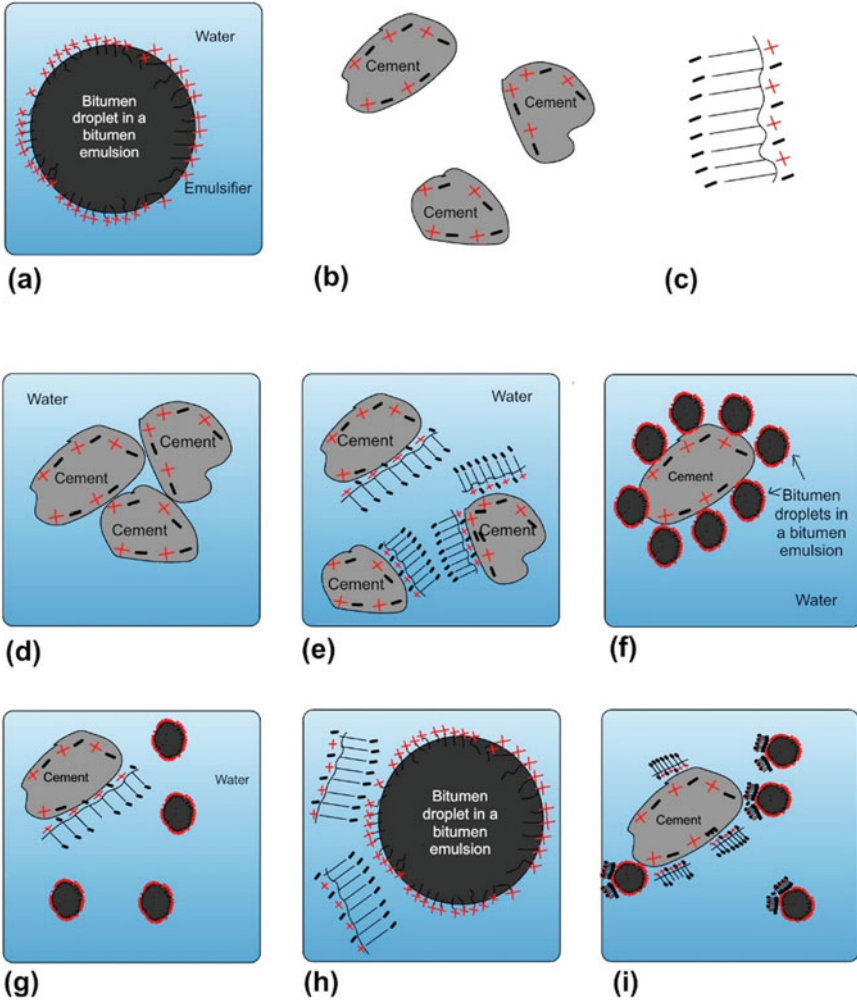 Water
Bitumen
droplet in a
bitumen
emulsion
Emulsifier
(a)
Cement
Cement
Cement
(b)
(c)
Water
Cement
Cement
Cement
(d)
Water
Cement
Cement
Cement
(e)
Cement
Bitumen
droplets in
a bitumen
emulsion
Water
(f)
Cement
Water
(g)
Bitumen
droplet in a
bitumen
emulsion
(h)
Cement
(i)